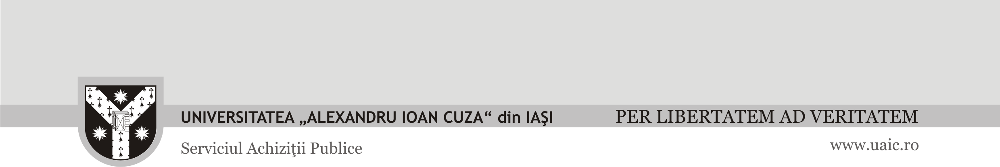 UNIVERSITATEA „ALEXANDRU IOAN CUZA“ din IAŞI
PER LIBERTATEM AD VERITATEM
Serviciul Achiziţii Publice
www.uaic.ro